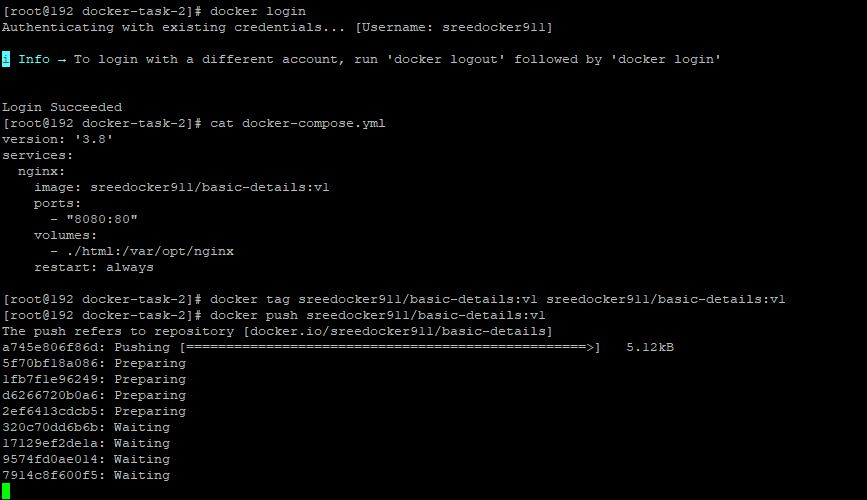 [root@192 docker-task-2]# docker login
Authenticating with existing credentials... [Username: sreedocker911]
i Info → To login with a different account, run 'docker logout' followed by 'docker login'
Login Succeeded
[root@192 docker-task-2]# cat docker-compose.yml
version: '3.8'
services:
  nginx:
    image: sreedocker911/basic-details:v1
    ports:
      - "8080:80"
    volumes:
      - ./html:/var/opt/nginx
    restart: always
[root@192 docker-task-2]# docker tag sreedocker911/basic-details:v1 sreedocker911/basic-details:v1
[root@192 docker-task-2]# docker push sreedocker911/basic-details:v1
The push refers to repository [docker.io/sreedocker911/basic-details]
a745e806f86d: Pushing [==================================================>]   5.12kB
5f70bf18a086: Preparing
1fb7f1e96249: Preparing
d6266720b0a6: Preparing
2ef6413cdcb5: Preparing
320c70dd6b6b: Waiting
17129ef2de1a: Waiting
9574fd0ae014: Waiting
7914c8f600f5: Waiting